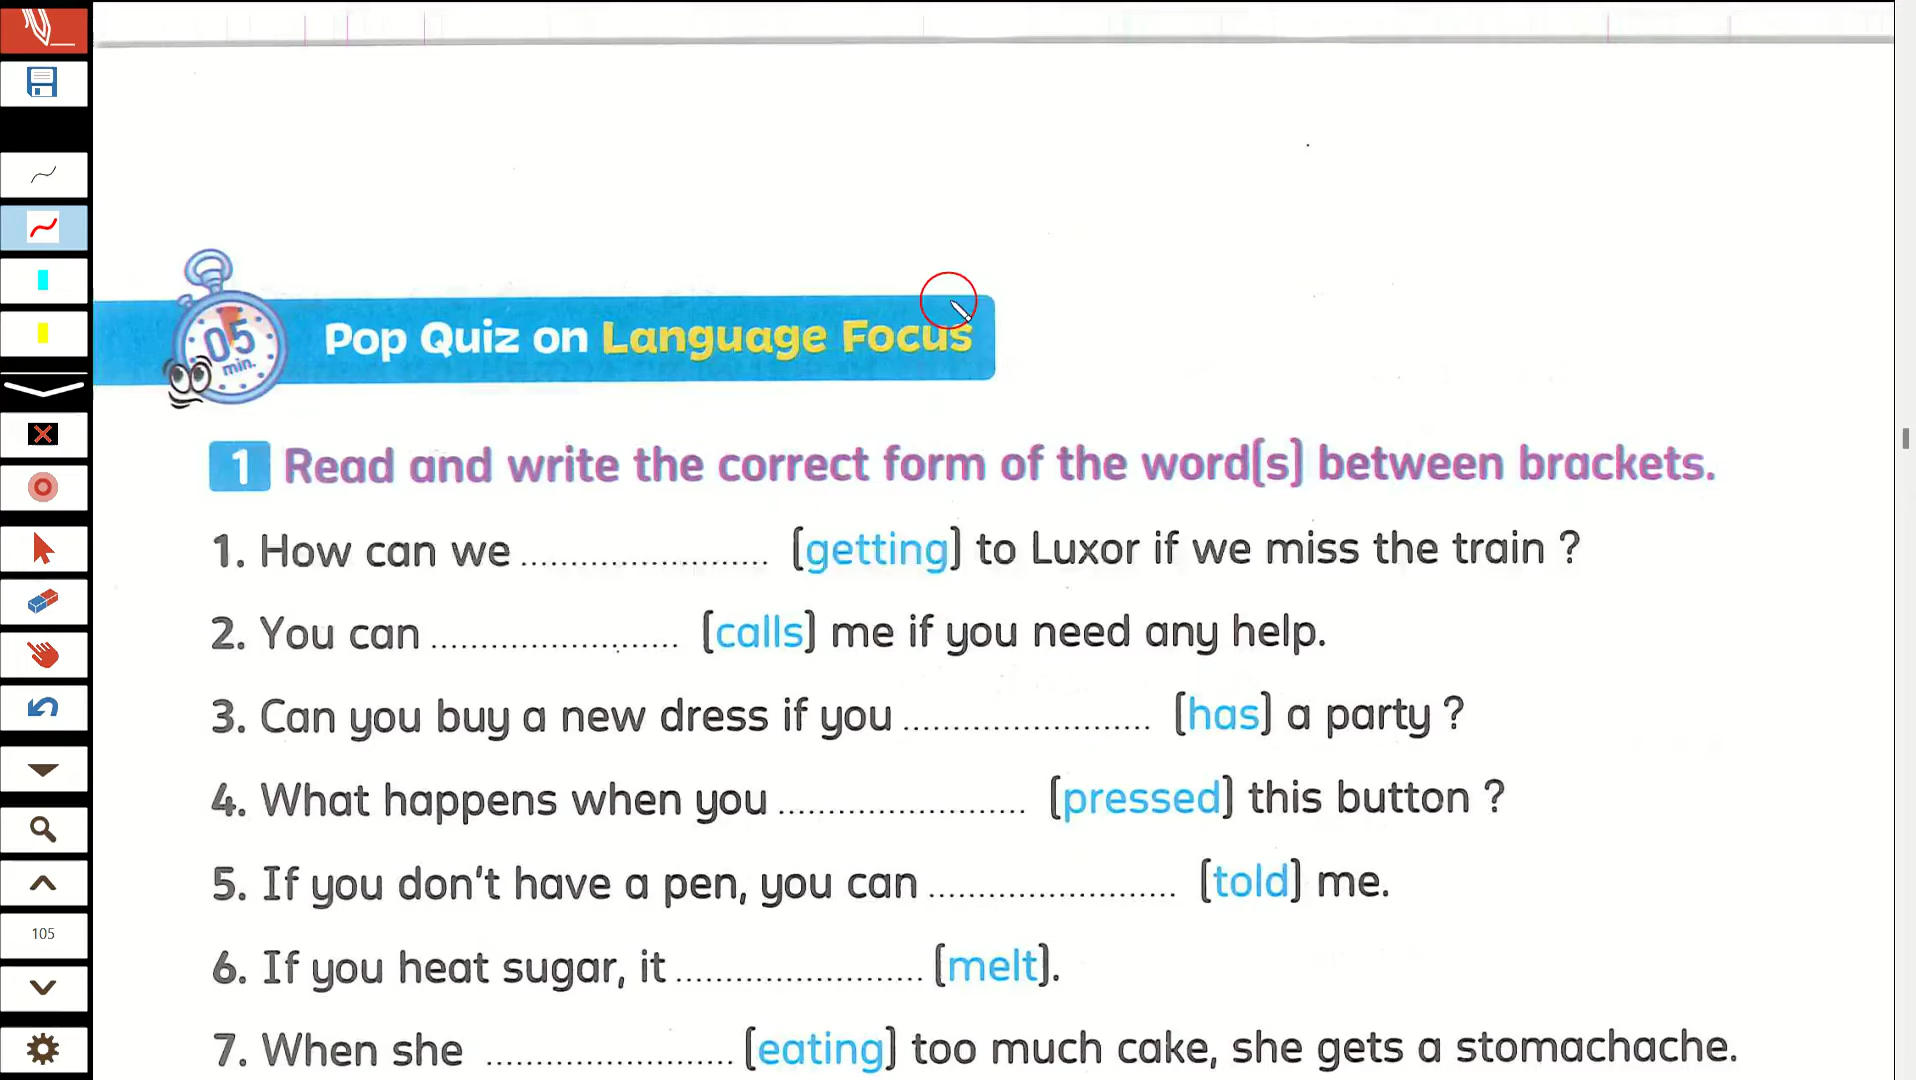 05
min.
Pop Quiz on Language Focus
1 Read and write the correct form of the word(s) between brackets.
1. How can we ........................ (getting) to Luxor if we miss the train ?
2. You can ........................ (calls) me if you need any help.
3. Can you buy a new dress if you ........................ (has) a party ?
4. What happens when you ........................ (pressed) this button ?
5. If you don't have a pen, you can ........................ (told) me.
6. If you heat sugar, it ........................ (melt).
7. When she ........................ (eating) too much cake, she gets a stomachache.
105